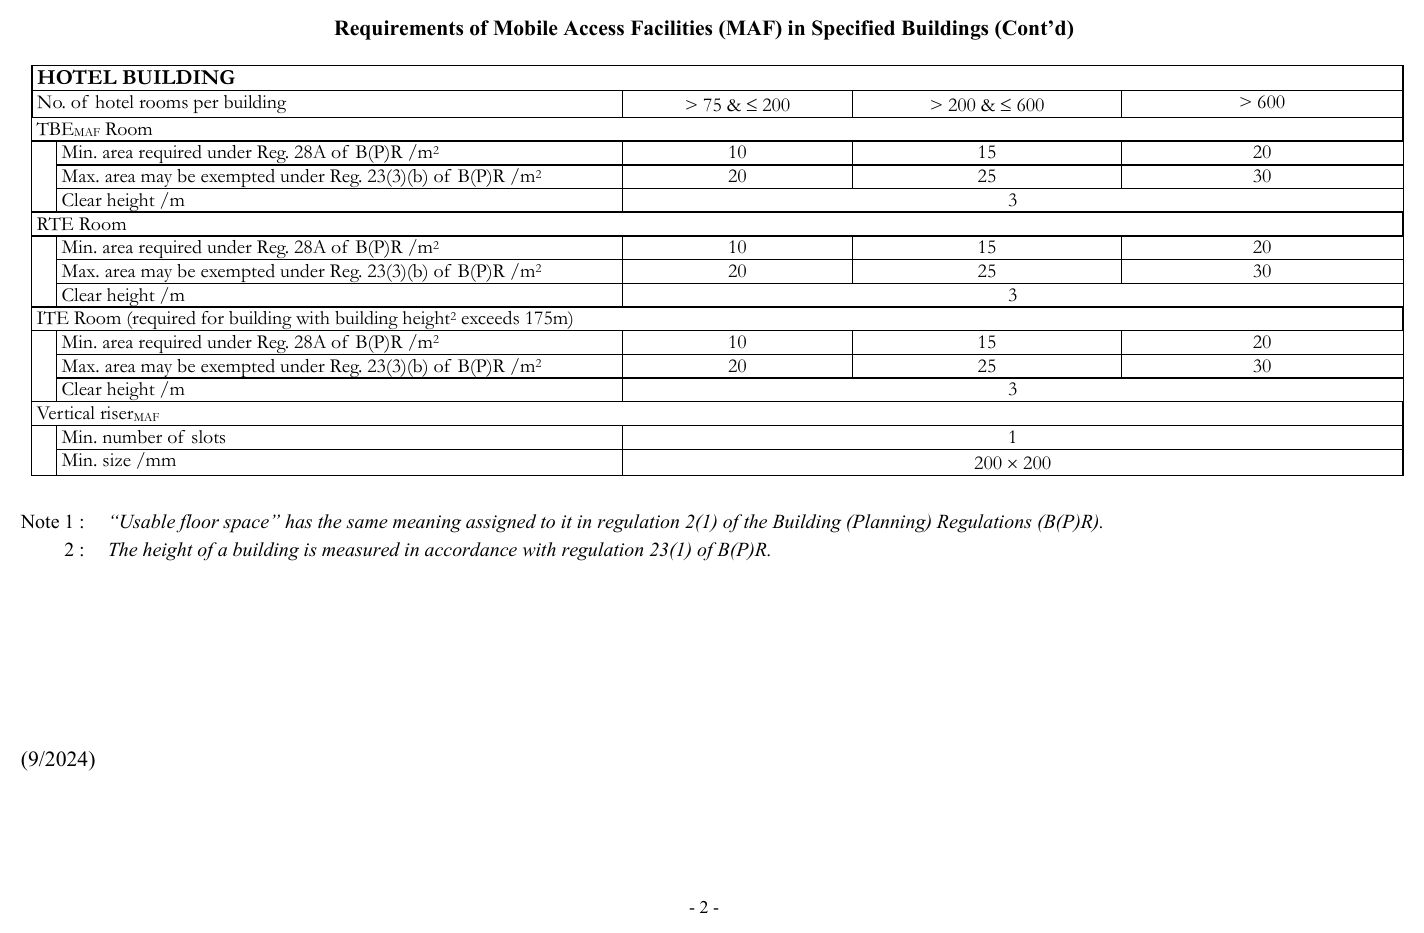 Requirements of Mobile Access Facilities (MAF) in Specified Buildings (Cont’d)
HOTEL BUILDING
No. of hotel rooms per building > 75 & ≤ 200 > 200 & ≤ 600 > 600
TBEMAF Room
Min. area required under Reg. 28A of B(P)R /m² 10 15 20
Max. area may be exempted under Reg. 23(3)(b) of B(P)R /m² 20 25 30
Clear height /m 3
RTE Room
Min. area required under Reg. 28A of B(P)R /m² 10 15 20
Max. area may be exempted under Reg. 23(3)(b) of B(P)R /m² 20 25 30
Clear height /m 3
ITE Room (required for building with building height² exceeds 175m)
Min. area required under Reg. 28A of B(P)R /m² 10 15 20
Max. area may be exempted under Reg. 23(3)(b) of B(P)R /m² 20 25 30
Clear height /m 3
Vertical riserMAF
Min. number of slots 1
Min. size /mm 200 × 200
Note 1 : “Usable floor space” has the same meaning assigned to it in regulation 2(1) of the Building (Planning) Regulations (B(P)R).
2 : The height of a building is measured in accordance with regulation 23(1) of B(P)R.
(9/2024)
- 2 -